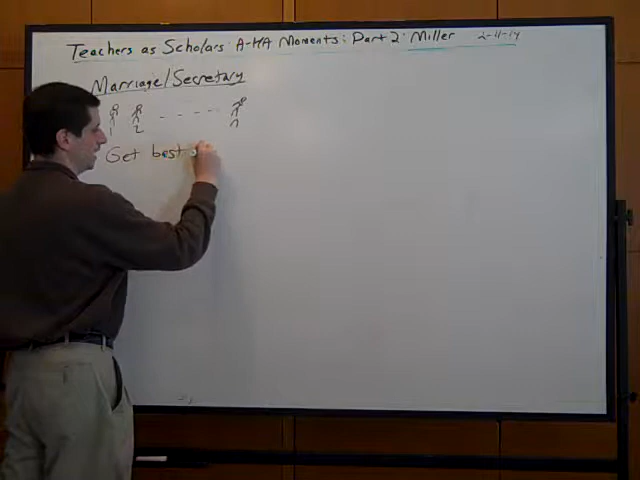 Teachers as Scholars: A-HA Moments: Part 2: Miller 2-11-14
Marriage/Secretary
1 2 - - - - n
Get best